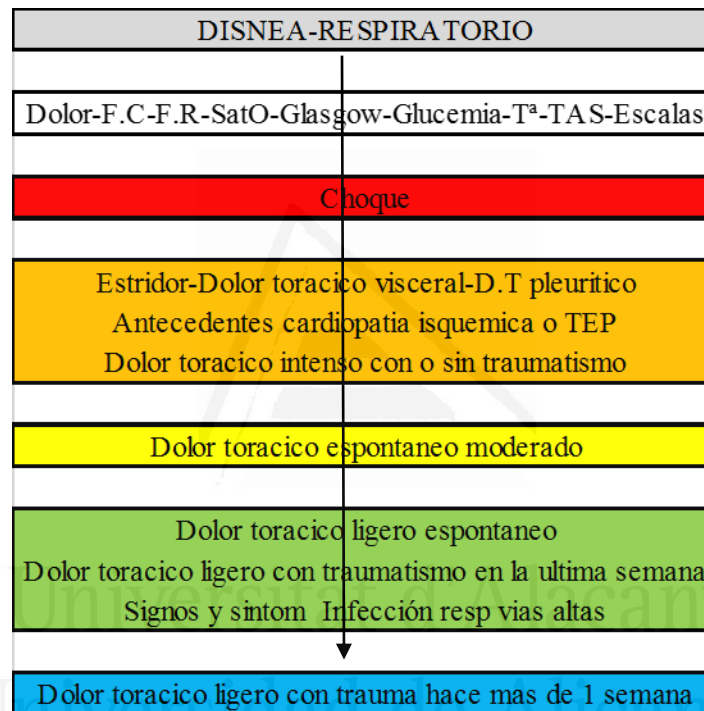 DISNEA-RESPIRATORIO
Dolor-F.C-F.R-SatO-Glasgow-Glucemia-Tª-TAS-Escalas
Choque
Estridor-Dolor toracico visceral-D.T pleuritico
Antecedentes cardiopatia isquemica o TEP
Dolor toracico intenso con o sin traumatismo
Dolor toracico espontaneo moderado
Dolor toracico ligero espontaneo
Dolor toracico ligero con traumatismo en la ultima semana
Signos y sintom Infección resp vias altas
Universitat d'Alacant
Dolor toracico ligero con trauma hace más de 1 semana